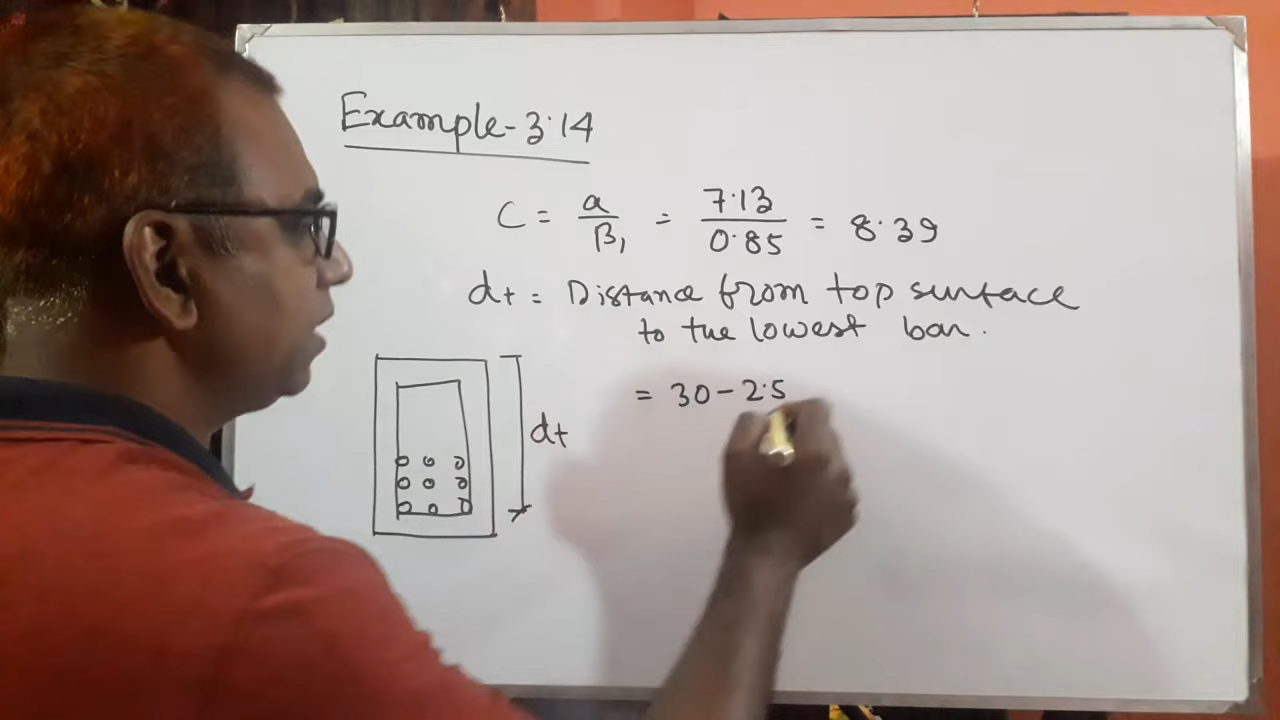 Example-3.14
C = a/β₁ = 7.13/0.85 = 8.39
dt = Distance from top surface
to the lowest bar.
= 30-2.5
dt